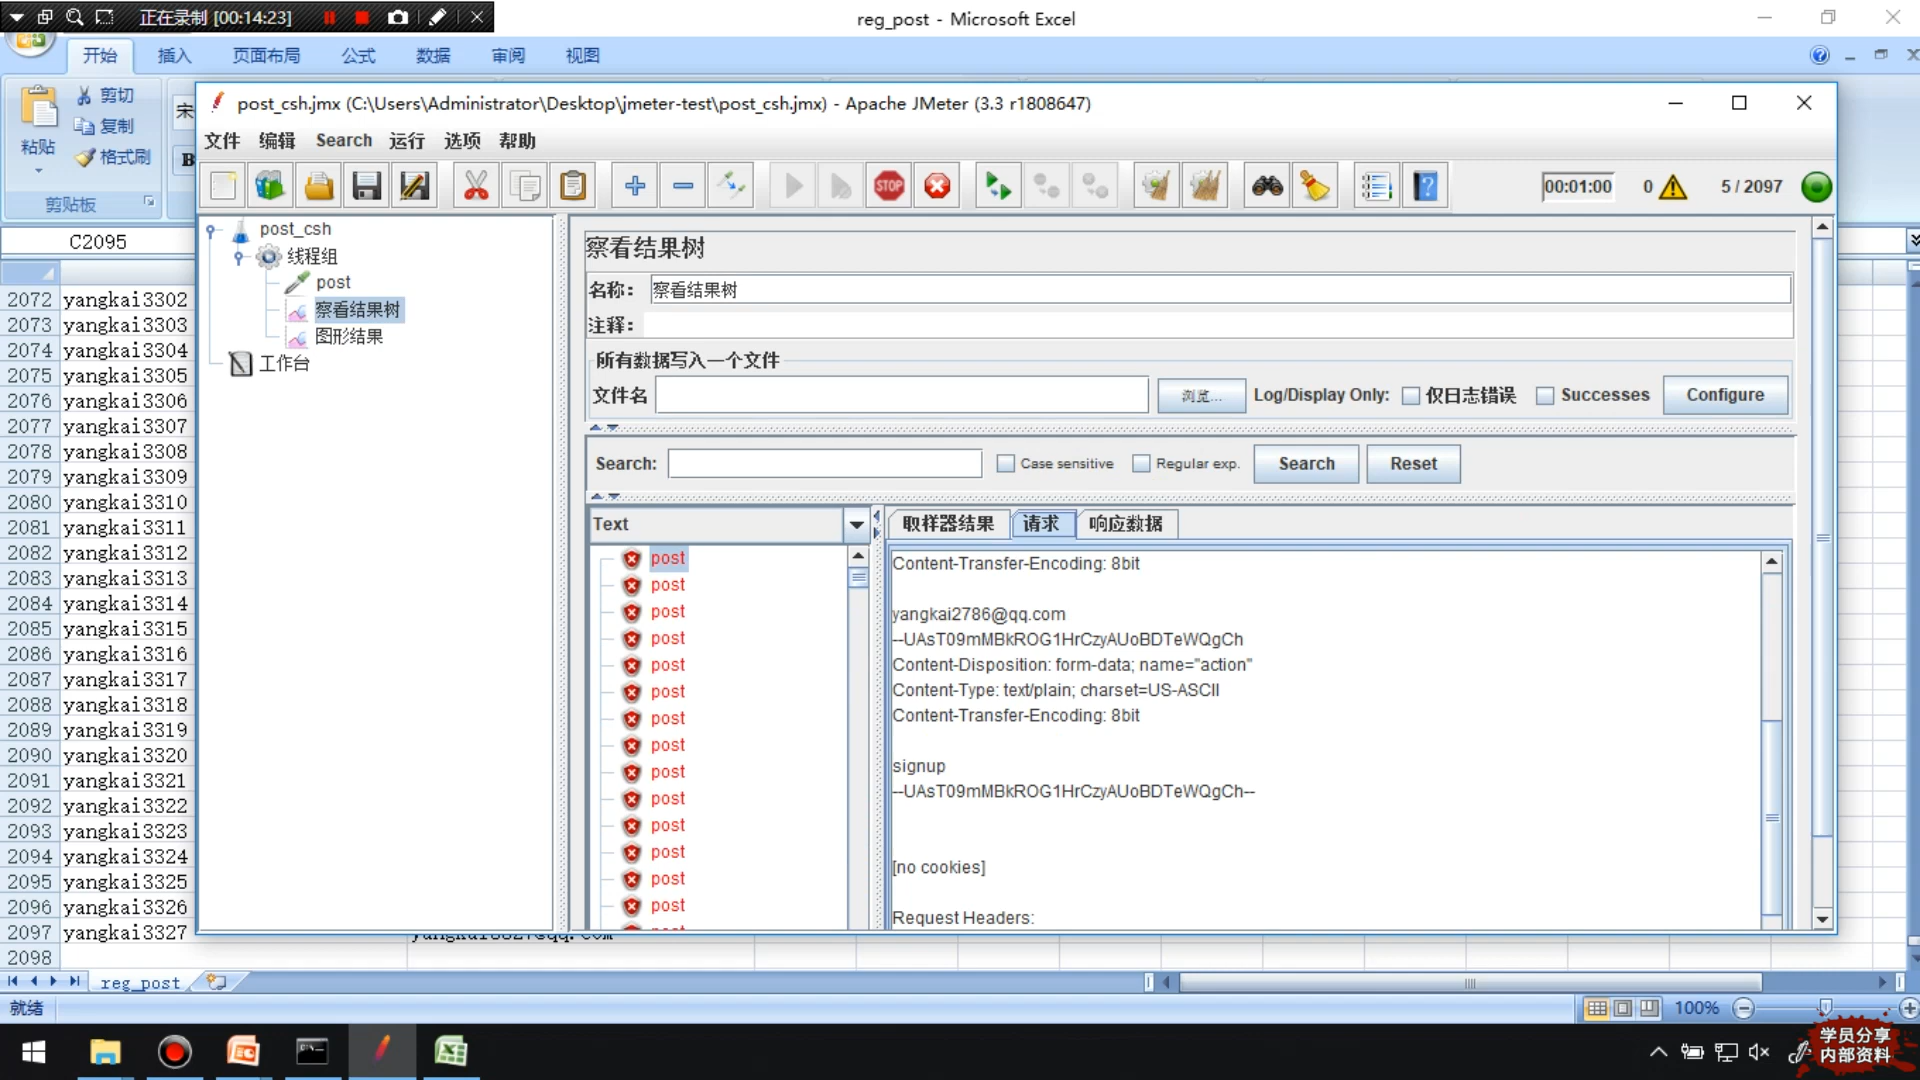 正在录制 [00:14:23]
reg_post - Microsoft Excel
开始 插入 页面布局 公式 数据 审阅 视图
剪切
复制
格式刷
粘贴
剪贴板
宋
B
post_csh.jmx (C:\Users\Administrator\Desktop\jmeter-test\post_csh.jmx) - Apache JMeter (3.3 r1808647)
文件 编辑 Search 运行 选项 帮助
STOP
00:01:00 0 5 / 2097
C2095
post_csh
线程组
post
察看结果树
图形结果
工作台
察看结果树
名称： 察看结果树
注释：
所有数据写入一个文件
文件名 浏览... Log/Display Only: 仅日志错误 Successes Configure
Search: Case sensitive Regular exp. Search Reset
Text
取样器结果 请求 响应数据
post
post
post
post
post
post
post
post
post
post
post
post
post
post
Content-Transfer-Encoding: 8bit
yangkai2786@qq.com
--UAsT09mMBkROG1HrCzyAUoBDTeWQgCh
Content-Disposition: form-data; name="action"
Content-Type: text/plain; charset=US-ASCII
Content-Transfer-Encoding: 8bit
signup
--UAsT09mMBkROG1HrCzyAUoBDTeWQgCh--
[no cookies]
Request Headers:
2072 yangkai3302
2073 yangkai3303
2074 yangkai3304
2075 yangkai3305
2076 yangkai3306
2077 yangkai3307
2078 yangkai3308
2079 yangkai3309
2080 yangkai3310
2081 yangkai3311
2082 yangkai3312
2083 yangkai3313
2084 yangkai3314
2085 yangkai3315
2086 yangkai3316
2087 yangkai3317
2088 yangkai3318
2089 yangkai3319
2090 yangkai3320
2091 yangkai3321
2092 yangkai3322
2093 yangkai3323
2094 yangkai3324
2095 yangkai3325
2096 yangkai3326
2097 yangkai3327 yangkai3327@qq.com
2098
reg_post
就绪
100%
学员分享
内部资料